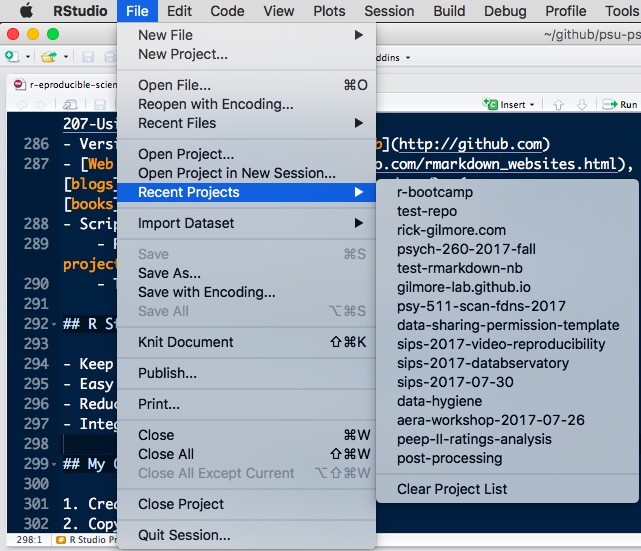 RStudio File Edit Code View Plots Session Build Debug Profile Tools
~/github/psu-ps
r-eproducible-scien
ddins
Insert Run
New File
New Project...
Open File... ⌘O
Reopen with Encoding...
Recent Files
Open Project...
Open Project in New Session...
Recent Projects
Import Dataset
Save ⌘S
Save As...
Save with Encoding...
Save All ⌥⌘S
Knit Document ⇧⌘K
Publish...
Print...
Close ⌘W
Close All ⇧⌘W
Close All Except Current ⌥⇧⌘W
Close Project
Quit Session...
r-bootcamp
test-repo
rick-gilmore.com
psych-260-2017-fall
test-rmarkdown-nb
gilmore-lab.github.io
psy-511-scan-fdns-2017
data-sharing-permission-template
sips-2017-video-reproducibility
sips-2017-databservatory
sips-2017-07-30
data-hygiene
aera-workshop-2017-07-26
peep-II-ratings-analysis
post-processing
Clear Project List
207-Usi
286 - Versi b](http://github.com)
287 - [Web o.com/rmarkdown_websites.html),
[blogs]
[books]
288 - Scrip
289 - R
project
290 - T
291
292 ## R St
293
294 - Keep
295 - Easy
296 - Reduc
297 - Integ
298
299 ## My C
300
301 1. Crea
302 2. Copy
298:1 R Studio Pr